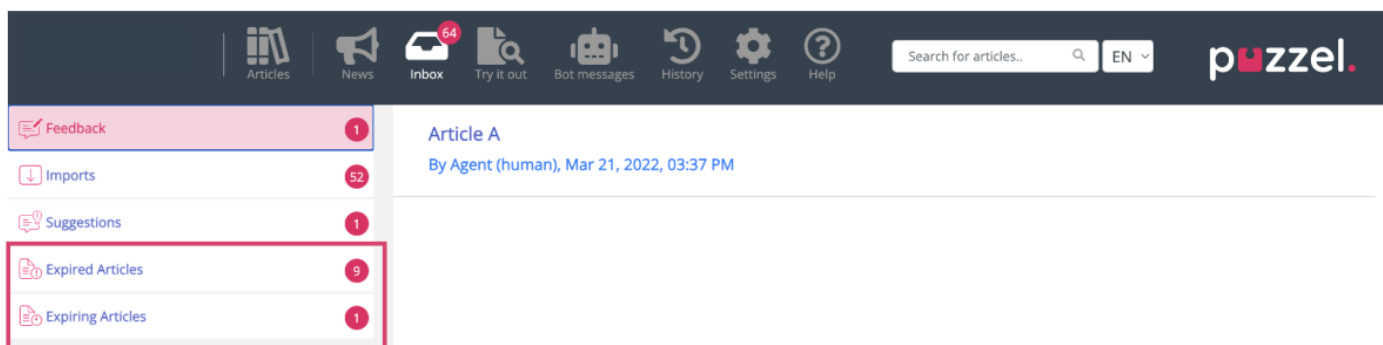 64
Articles
News
Inbox
Try it out
Bot messages
History
Settings
Help
Search for articles..
EN
puzzel.
Feedback 1
Imports 52
Suggestions 1
Expired Articles 9
Expiring Articles 1
Article A
By Agent (human), Mar 21, 2022, 03:37 PM